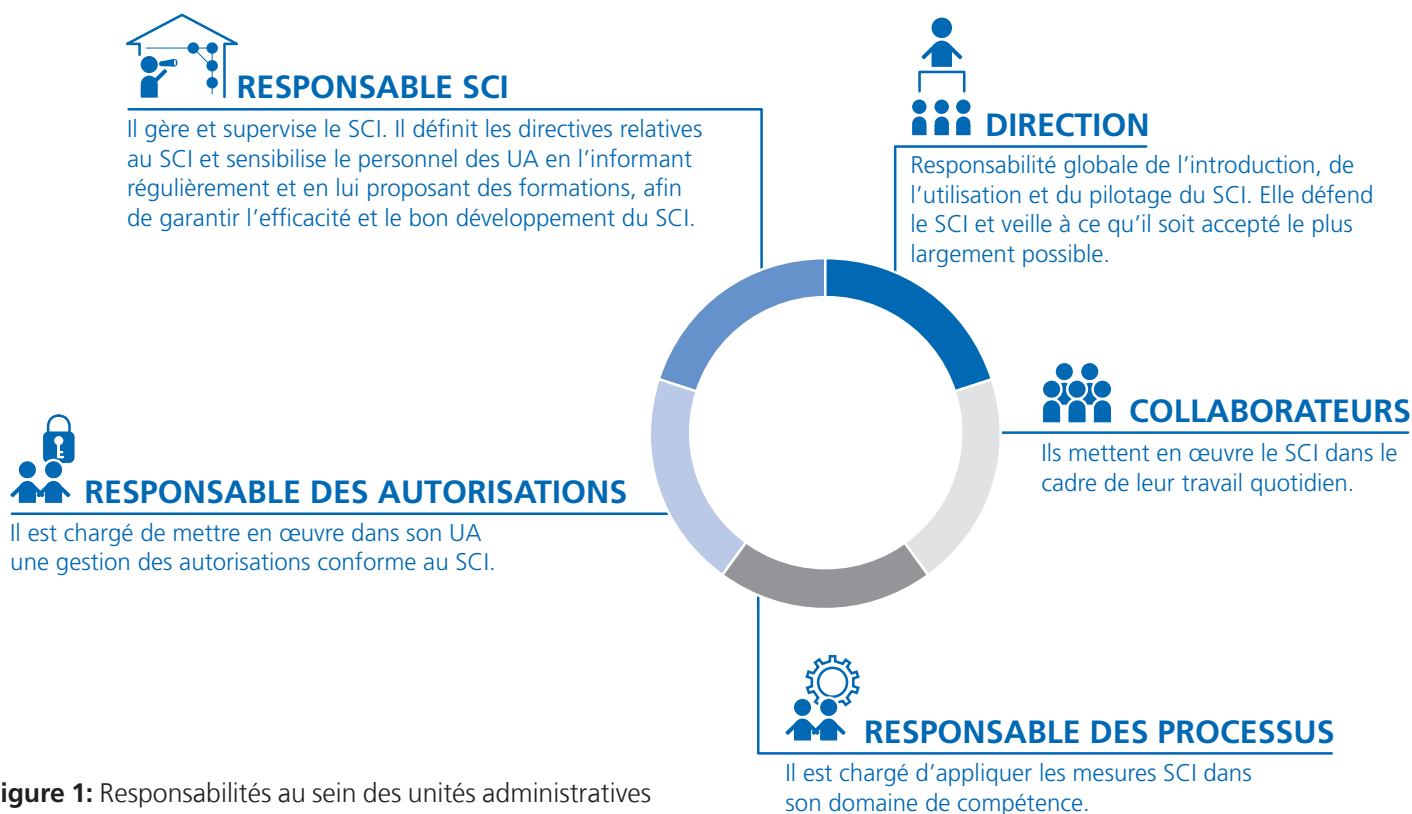 RESPONSABLE SCI
Il gère et supervise le SCI. Il définit les directives relatives
au SCI et sensibilise le personnel des UA en l’informant
régulièrement et en lui proposant des formations, afin
de garantir l’efficacité et le bon développement du SCI.
DIRECTION
Responsabilité globale de l’introduction, de
l’utilisation et du pilotage du SCI. Elle défend
le SCI et veille à ce qu’il soit accepté le plus
largement possible.
COLLABORATEURS
Ils mettent en œuvre le SCI dans le
cadre de leur travail quotidien.
RESPONSABLE DES AUTORISATIONS
Il est chargé de mettre en œuvre dans son UA
une gestion des autorisations conforme au SCI.
RESPONSABLE DES PROCESSUS
Il est chargé d’appliquer les mesures SCI dans
son domaine de compétence.
igure 1: Responsabilités au sein des unités administratives